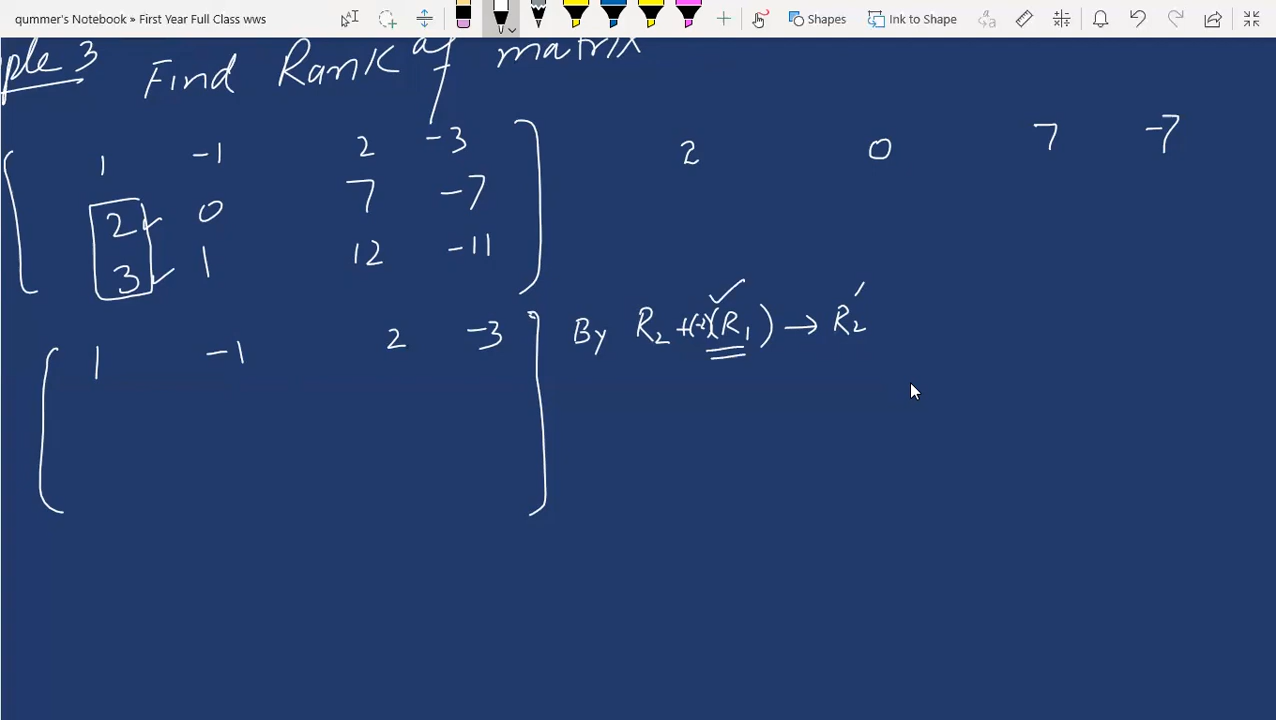 qummer's Notebook » First Year Full Class wws
Shapes Ink to Shape
ple 3 Find Rank of matrix
1 -1 2 -3 2 0 7 -7
2 0 7 -7
3 1 12 -11
1 -1 2 -3 By R₂+(-2)(R₁) → R₂′